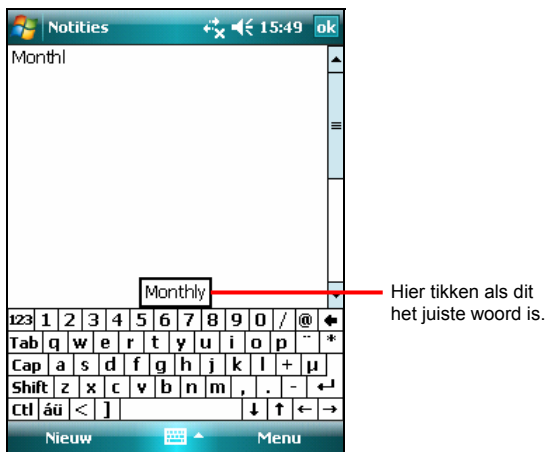 Notities 15:49 ok
Monthl
Monthly
Hier tikken als dit
het juiste woord is.
123 1 2 3 4 5 6 7 8 9 0 / @ 🡸
Tab q w e r t y u i o p ¨ *
Cap a s d f g h j k l + µ
Shift z x c v b n m , . - ↵
Ctl áü < ] ↓ ↑ ← →
Nieuw Menu